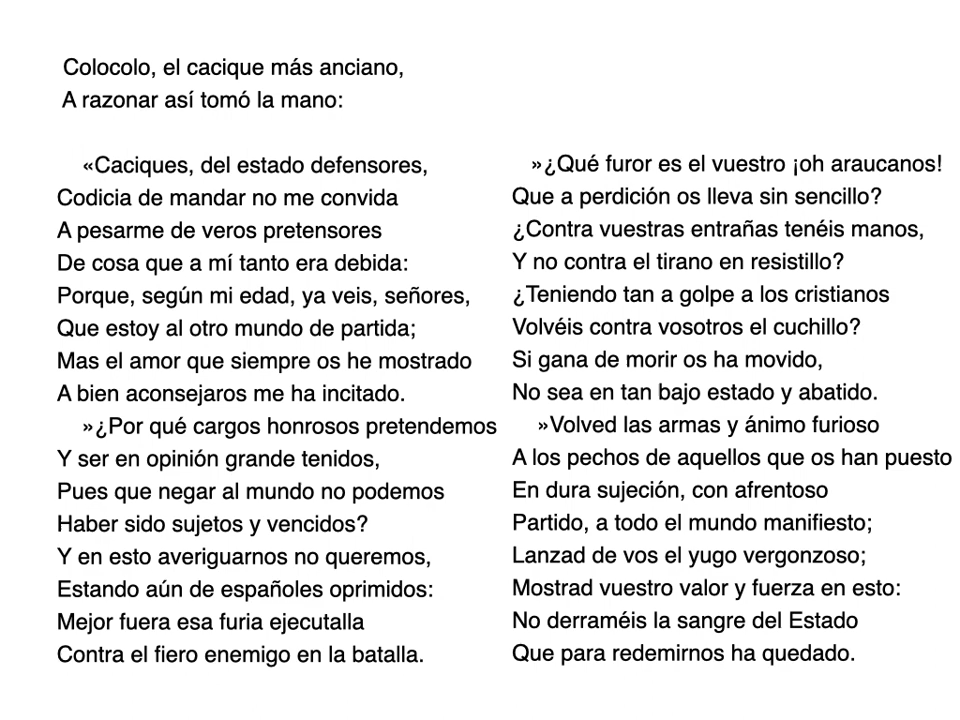 Colocolo, el cacique más anciano,
A razonar así tomó la mano:
«Caciques, del estado defensores,
Codicia de mandar no me convida
A pesarme de veros pretensores
De cosa que a mí tanto era debida:
Porque, según mi edad, ya veis, señores,
Que estoy al otro mundo de partida;
Mas el amor que siempre os he mostrado
A bien aconsejaros me ha incitado.
»¿Por qué cargos honrosos pretendemos
Y ser en opinión grande tenidos,
Pues que negar al mundo no podemos
Haber sido sujetos y vencidos?
Y en esto averiguarnos no queremos,
Estando aún de españoles oprimidos:
Mejor fuera esa furia ejecutalla
Contra el fiero enemigo en la batalla.
»¿Qué furor es el vuestro ¡oh araucanos!
Que a perdición os lleva sin sencillo?
¿Contra vuestras entrañas tenéis manos,
Y no contra el tirano en resistillo?
¿Teniendo tan a golpe a los cristianos
Volvéis contra vosotros el cuchillo?
Si gana de morir os ha movido,
No sea en tan bajo estado y abatido.
»Volved las armas y ánimo furioso
A los pechos de aquellos que os han puesto
En dura sujeción, con afrentoso
Partido, a todo el mundo manifiesto;
Lanzad de vos el yugo vergonzoso;
Mostrad vuestro valor y fuerza en esto:
No derraméis la sangre del Estado
Que para redemirnos ha quedado.